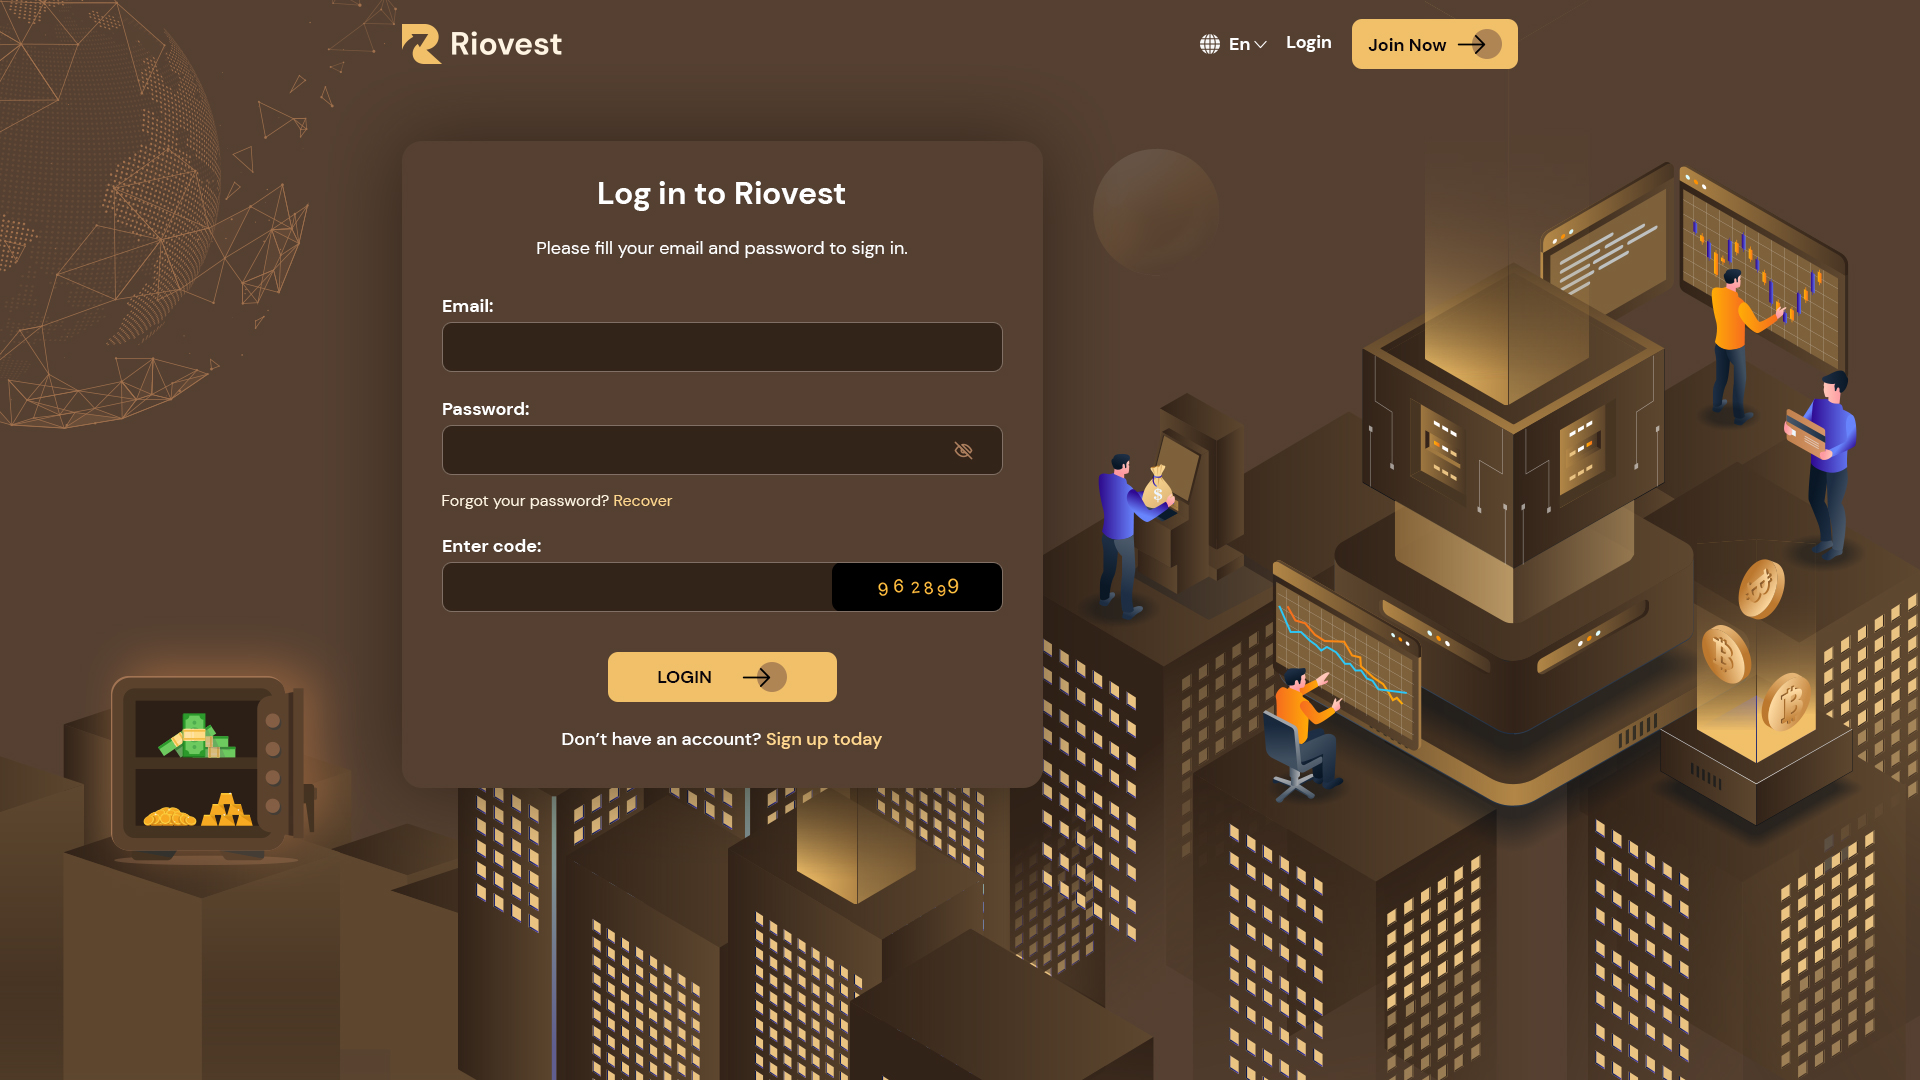 Riovest
En
Login
Join Now
Log in to Riovest
Please fill your email and password to sign in.
Email:
Password:
Forgot your password? Recover
Enter code:
962899
LOGIN
Don’t have an account? Sign up today
$